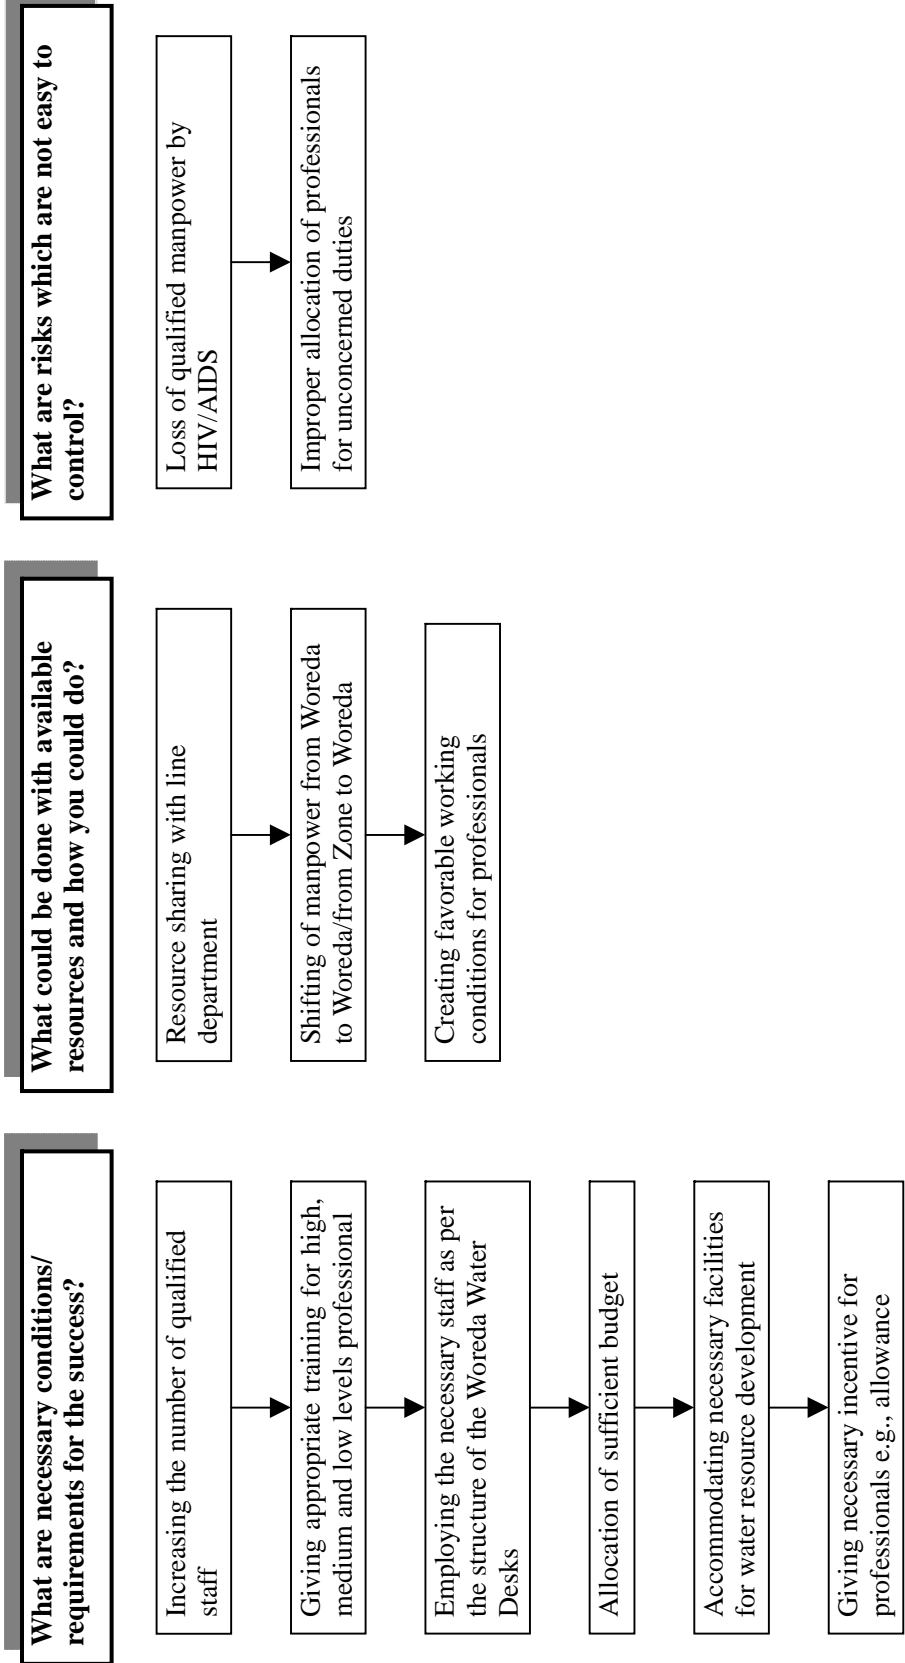 What are necessary conditions/
requirements for the success?
Increasing the number of qualified
staff
Giving appropriate training for high,
medium and low levels professional
Employing the necessary staff as per
the structure of the Woreda Water
Desks
Allocation of sufficient budget
Accommodating necessary facilities
for water resource development
Giving necessary incentive for
professionals e.g., allowance
What could be done with available
resources and how you could do?
Resource sharing with line
department
Shifting of manpower from Woreda
to Woreda/from Zone to Woreda
Creating favorable working
conditions for professionals
What are risks which are not easy to
control?
Loss of qualified manpower by
HIV/AIDS
Improper allocation of professionals
for unconcerned duties